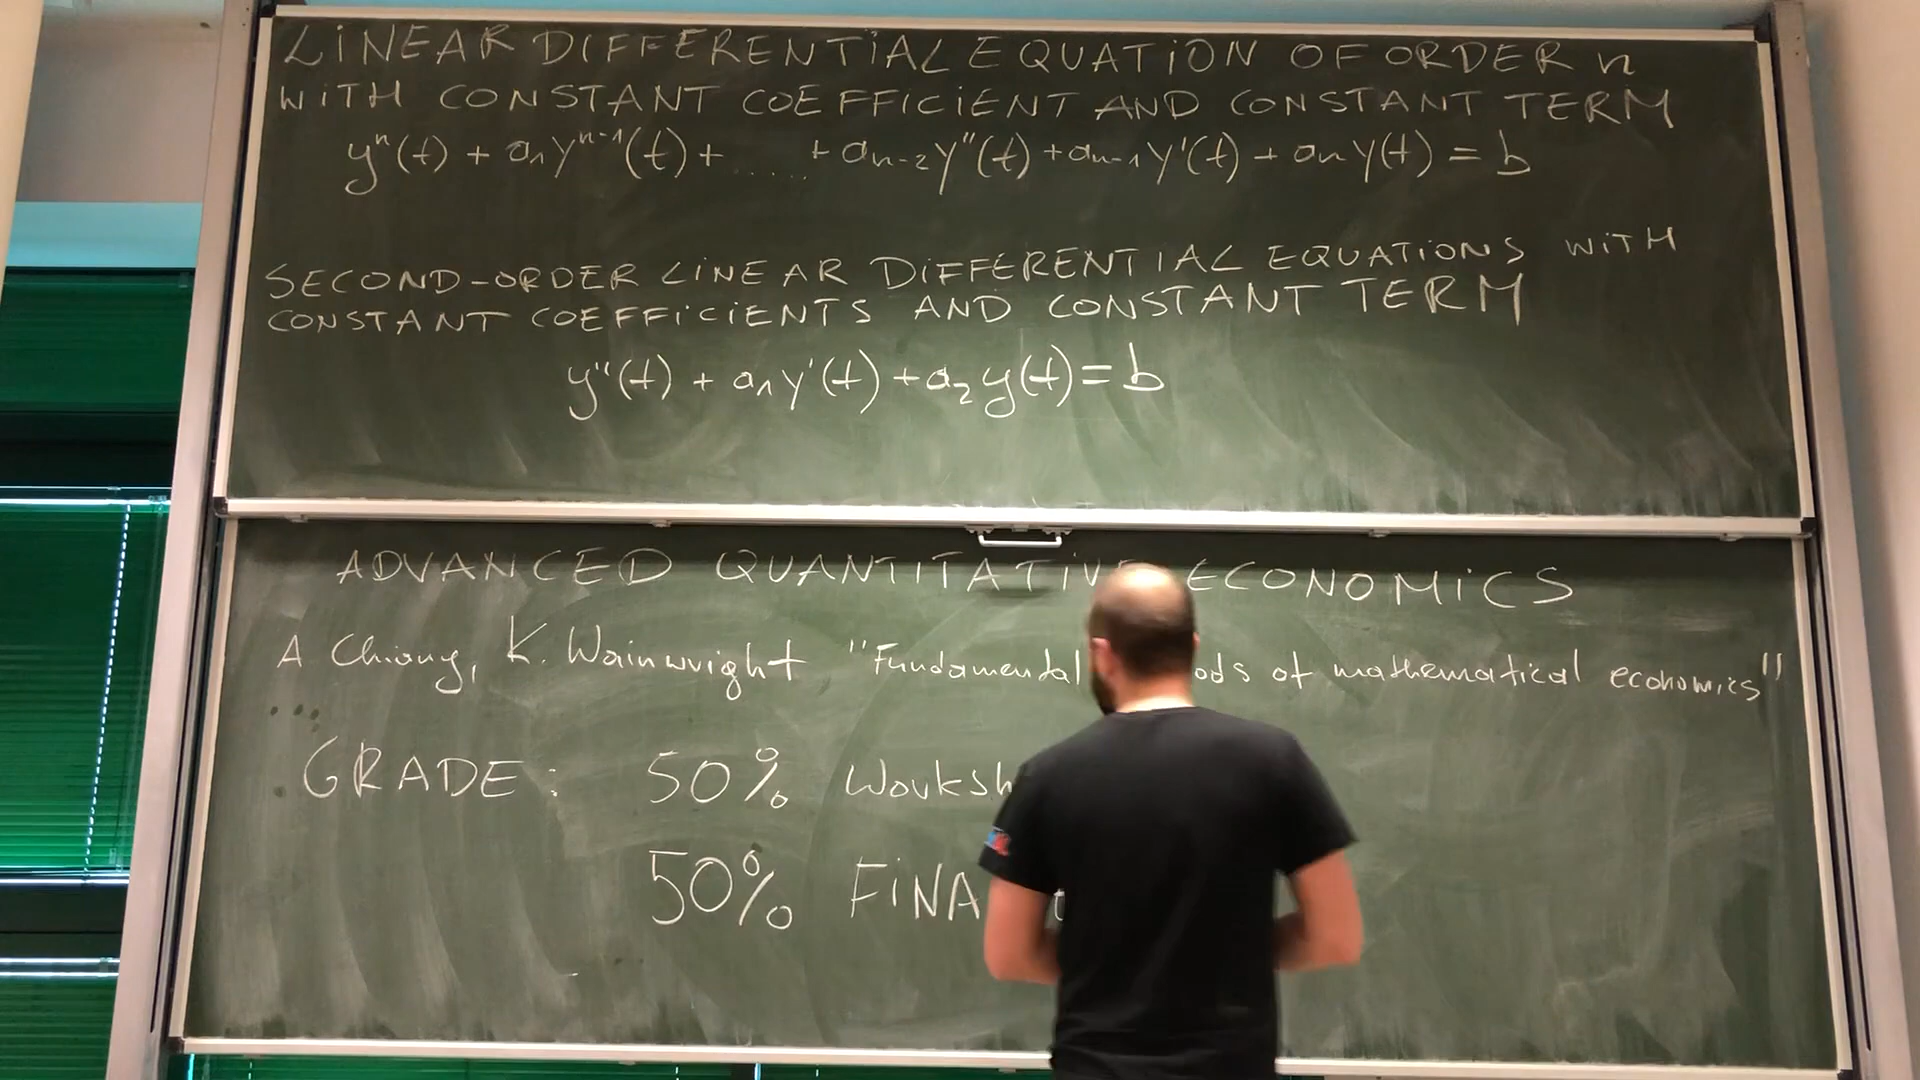 LINEAR DIFFERENTIAL EQUATION OF ORDER n
WITH CONSTANT COEFFICIENT AND CONSTANT TERM
yⁿ(t) + a₁yⁿ⁻¹(t) + ..... + aₙ₋₂y''(t) + aₙ₋₁y'(t) + aₙy(t) = b
SECOND-ORDER LINEAR DIFFERENTIAL EQUATIONS WITH
CONSTANT COEFFICIENTS AND CONSTANT TERM
y''(t) + a₁y'(t) + a₂y(t) = b
ADVANCED QUANTITATIVE ECONOMICS
A Chiang, K. Wainwright "Fundamental ods of mathematical economics"
GRADE: 50% Worksh
50% FINA